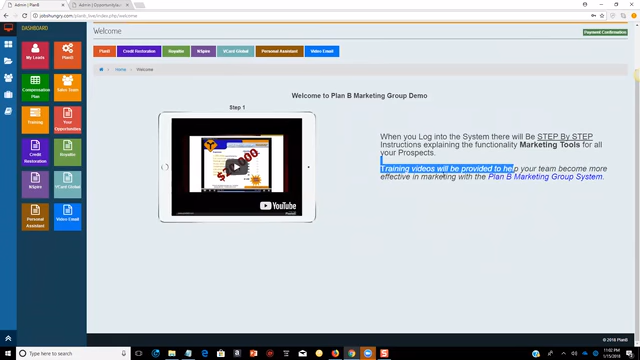 Admin | PlanB
Admin | Opportunity
jobshungry.com/planb_live/index.php/welcome
DASHBOARD
Welcome
Payment Confirmation
PlanB
Credit Restoration
Repatite
WSpire
VCard Global
Personal Assistant
Video Email
Home
Welcome
My Leads
PlanB
Compensation Plan
Sales Team
Training
Your Opportunities
Credit Restoration
Repatite
WSpire
VCard Global
Personal Assistant
Video Email
Welcome to Plan B Marketing Group Demo
Step 1
YouTube
When you Log into the System there will Be STEP By STEP
Instructions explaining the functionality Marketing Tools for all
your Prospects.
Training videos will be provided to help your team become more
effective in marketing with the Plan B Marketing Group System.
© 2018 PlanB
Type here to search
11:02 PM
1/15/2018